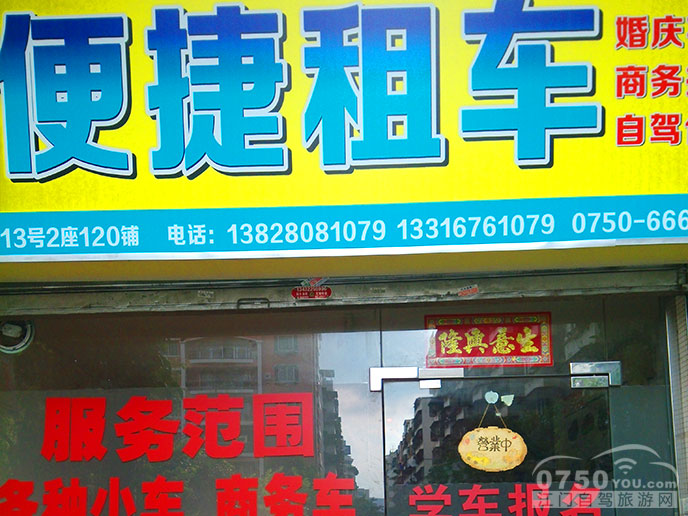 便捷租车
婚庆
商务
自驾
13号2座120铺 电话：13828081079 13316761079 0750-666
隆興意生
服务范围
多种小车 商务车
营業中
学车报名
0750YOU.com
江门自驾旅游网